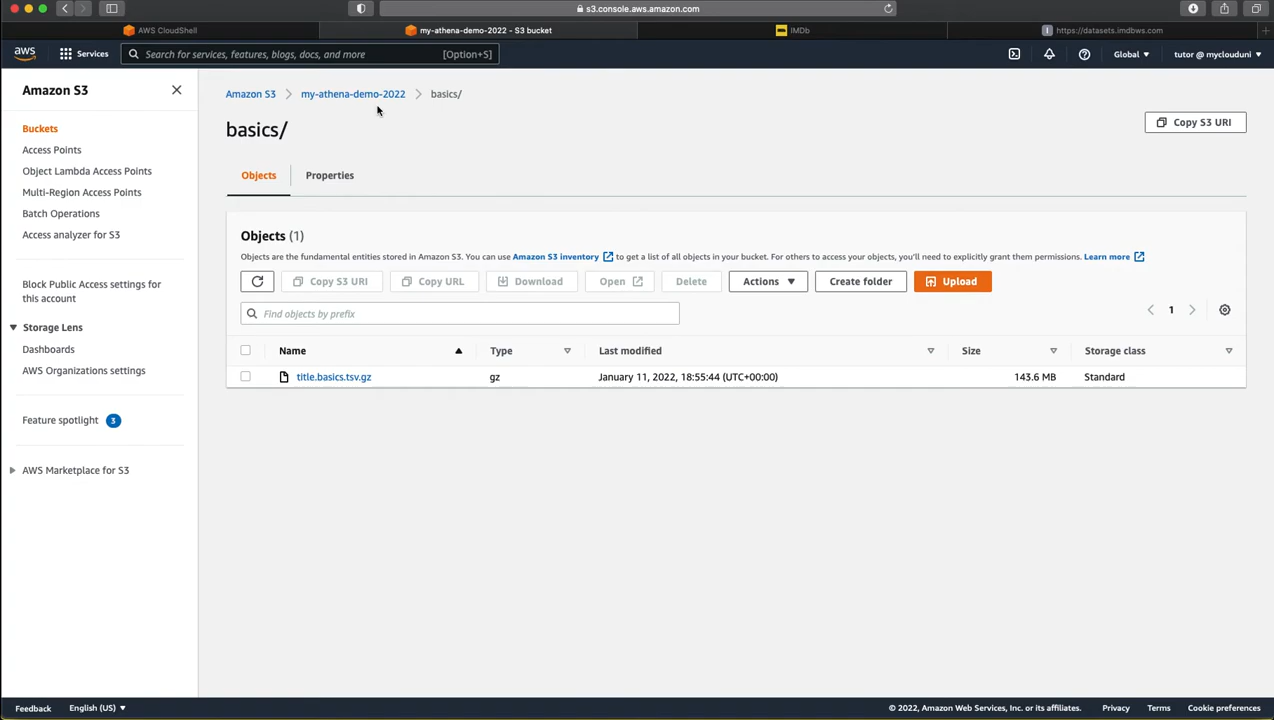 s3.console.aws.amazon.com
AWS CloudShell
my-athena-demo-2022 - S3 bucket
IMDb
https://datasets.imdbws.com
aws
Services
Search for services, features, blogs, docs, and more [Option+S]
Global
tutor @ myclouduni
Amazon S3
Buckets
Access Points
Object Lambda Access Points
Multi-Region Access Points
Batch Operations
Access analyzer for S3
Block Public Access settings for
this account
Storage Lens
Dashboards
AWS Organizations settings
Feature spotlight 3
AWS Marketplace for S3
Amazon S3 my-athena-demo-2022 basics/
basics/
Copy S3 URI
Objects Properties
Objects (1)
Objects are the fundamental entities stored in Amazon S3. You can use Amazon S3 inventory to get a list of all objects in your bucket. For others to access your objects, you'll need to explicitly grant them permissions. Learn more
Copy S3 URI Copy URL Download Open Delete Actions Create folder Upload
Find objects by prefix
1
Name Type Last modified Size Storage class
title.basics.tsv.gz gz January 11, 2022, 18:55:44 (UTC+00:00) 143.6 MB Standard
Feedback English (US) © 2022, Amazon Web Services, Inc. or its affiliates. Privacy Terms Cookie preferences